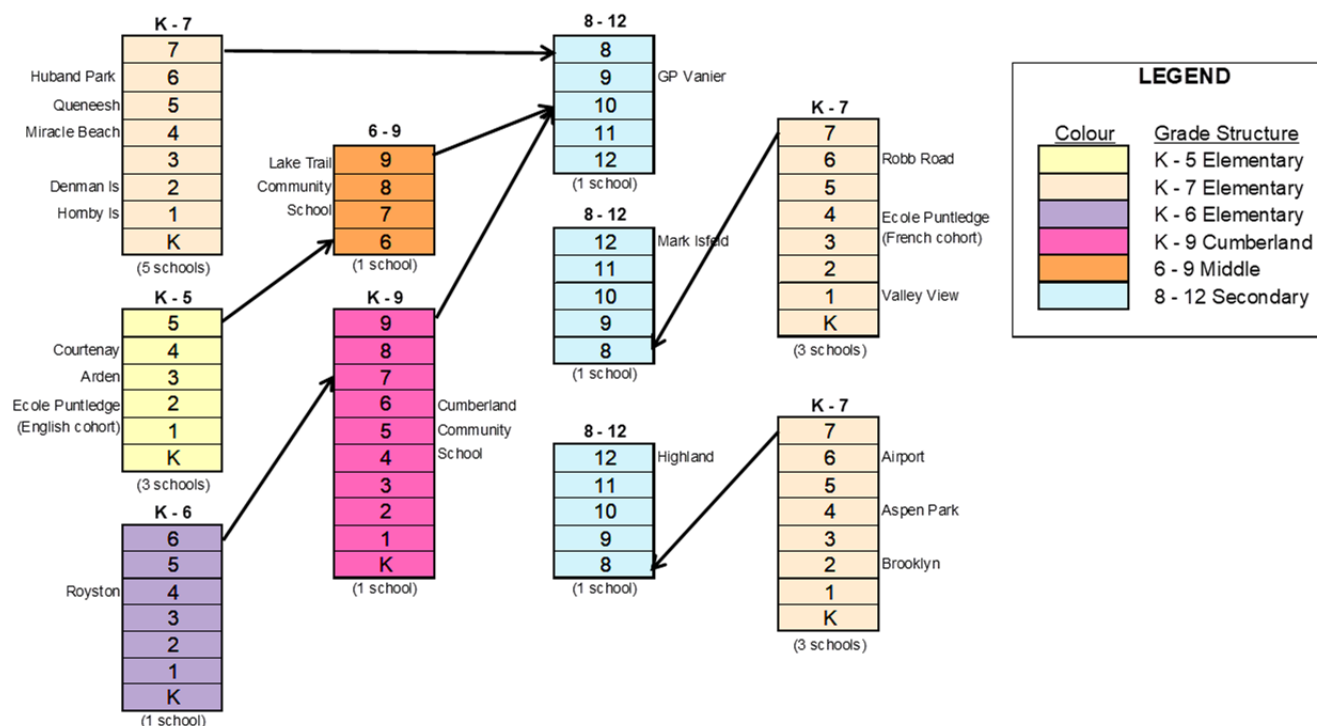 K - 7
7
Huband Park
6
Queneesh
5
Miracle Beach
4
3
Denman Is
2
Hornby Is
1
K
(5 schools)
K - 5
5
Courtenay
4
Arden
3
Ecole Puntledge
2
(English cohort)
1
K
(3 schools)
K - 6
6
5
Royston
4
3
2
1
K
(1 school)
6 - 9
Lake Trail
9
Community
8
School
7
6
(1 school)
K - 9
9
8
7
6
Cumberland
5
Community
4
School
3
2
1
K
(1 school)
8 - 12
8
9
GP Vanier
10
11
12
(1 school)
8 - 12
12
Mark Isfeld
11
10
9
8
(1 school)
8 - 12
12
Highland
11
10
9
8
(1 school)
K - 7
7
6
Robb Road
5
4
Ecole Puntledge
3
(French cohort)
2
1
Valley View
K
(3 schools)
K - 7
7
6
Airport
5
4
Aspen Park
3
2
Brooklyn
1
K
(3 schools)
LEGEND
Colour Grade Structure
K - 5 Elementary
K - 7 Elementary
K - 6 Elementary
K - 9 Cumberland
6 - 9 Middle
8 - 12 Secondary